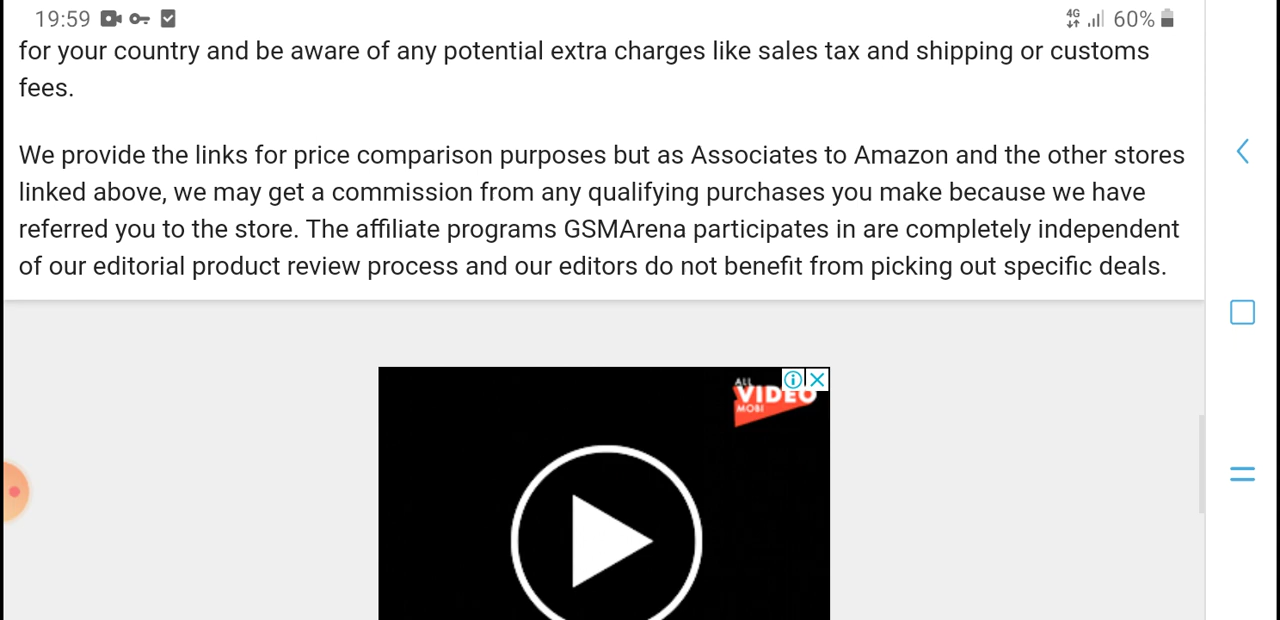 19:59
4G 60%
for your country and be aware of any potential extra charges like sales tax and shipping or customs
fees.
We provide the links for price comparison purposes but as Associates to Amazon and the other stores
linked above, we may get a commission from any qualifying purchases you make because we have
referred you to the store. The affiliate programs GSMArena participates in are completely independent
of our editorial product review process and our editors do not benefit from picking out specific deals.
ALL
VIDEO
MOBI